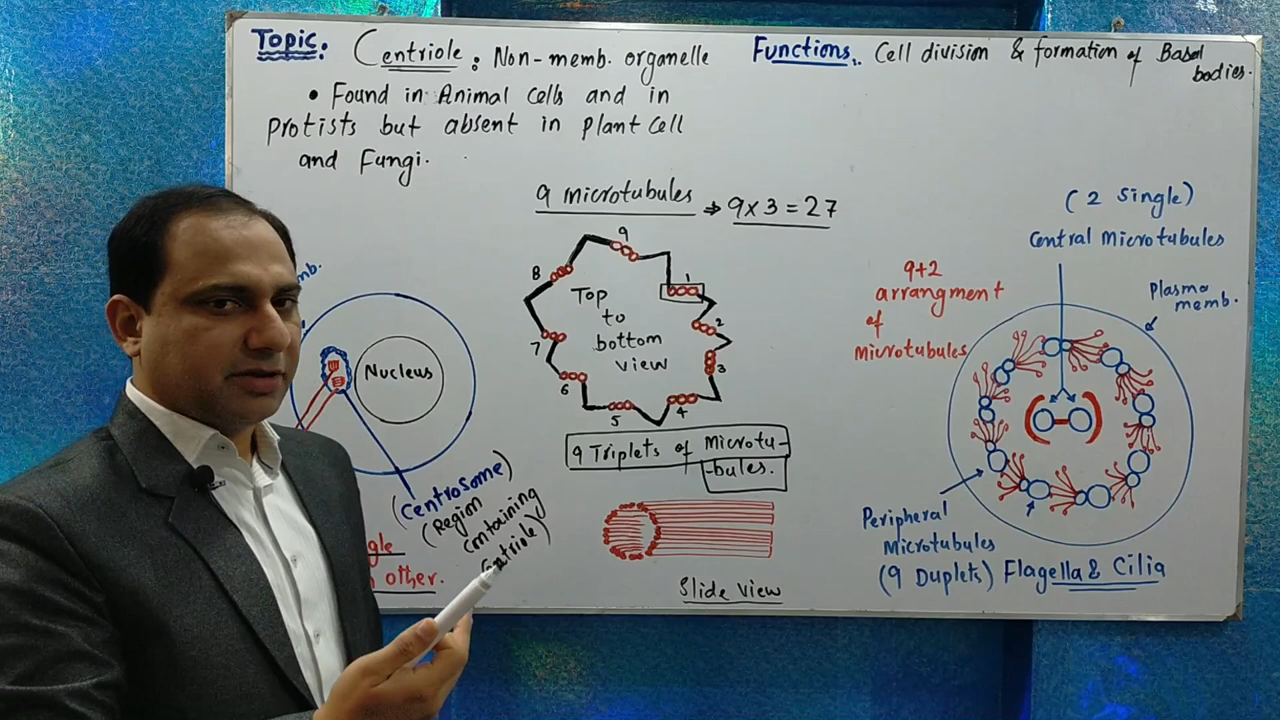 Topic: Centriole: Non-memb. organelle
Functions: Cell division & formation of Basal
bodies.
• Found in Animal cells and in
protists but absent in plant cell
and Fungi.
9 microtubules ⇒ 9x3=27
9
8
1
2
7
3
6
5
4
Top
to
bottom
view
9 Triplets of Microtu-
-bules.
Slide view
mb.
Nucleus
(Centrosome)
(Region
containing
centriole)
gle
other.
(2 single)
Central Microtubules
9+2
arrangment
of
microtubules
Plasma
memb.
Peripheral
Microtubules
(9 Duplets)
Flagella & Cilia